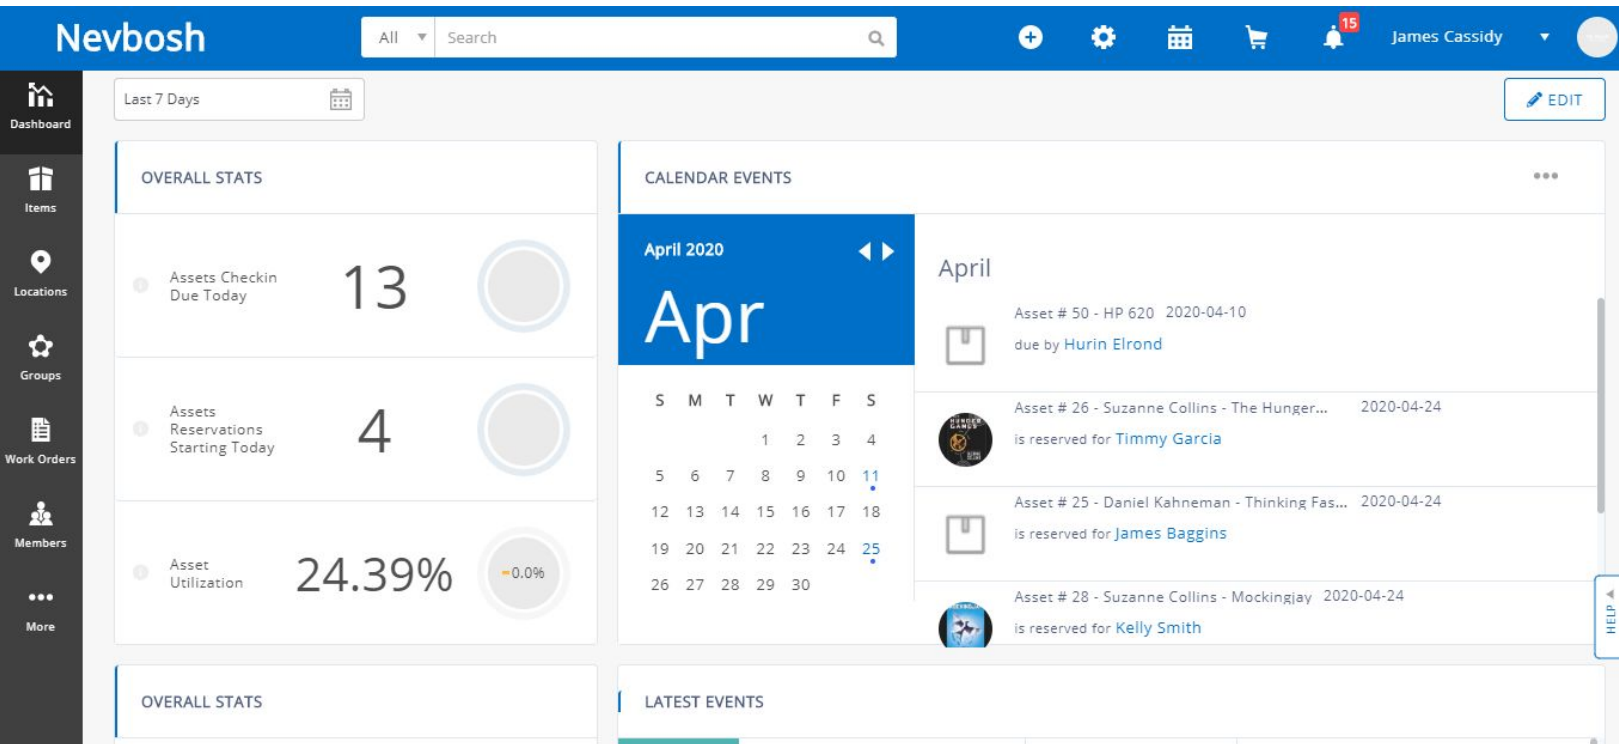 Nevbosh
All
Search
15
James Cassidy
Dashboard
Items
Locations
Groups
Work Orders
Members
More
Last 7 Days
EDIT
OVERALL STATS
Assets Checkin
Due Today
13
Assets
Reservations
Starting Today
4
Asset
Utilization
24.39%
-0.0%
CALENDAR EVENTS
April 2020
Apr
S M T W T F S
1 2 3 4
5 6 7 8 9 10 11
12 13 14 15 16 17 18
19 20 21 22 23 24 25
26 27 28 29 30
April
Asset # 50 - HP 620 2020-04-10
due by Hurin Elrond
Asset # 26 - Suzanne Collins - The Hunger... 2020-04-24
is reserved for Timmy Garcia
Asset # 25 - Daniel Kahneman - Thinking Fas... 2020-04-24
is reserved for James Baggins
Asset # 28 - Suzanne Collins - Mockingjay 2020-04-24
is reserved for Kelly Smith
HELP
OVERALL STATS
LATEST EVENTS